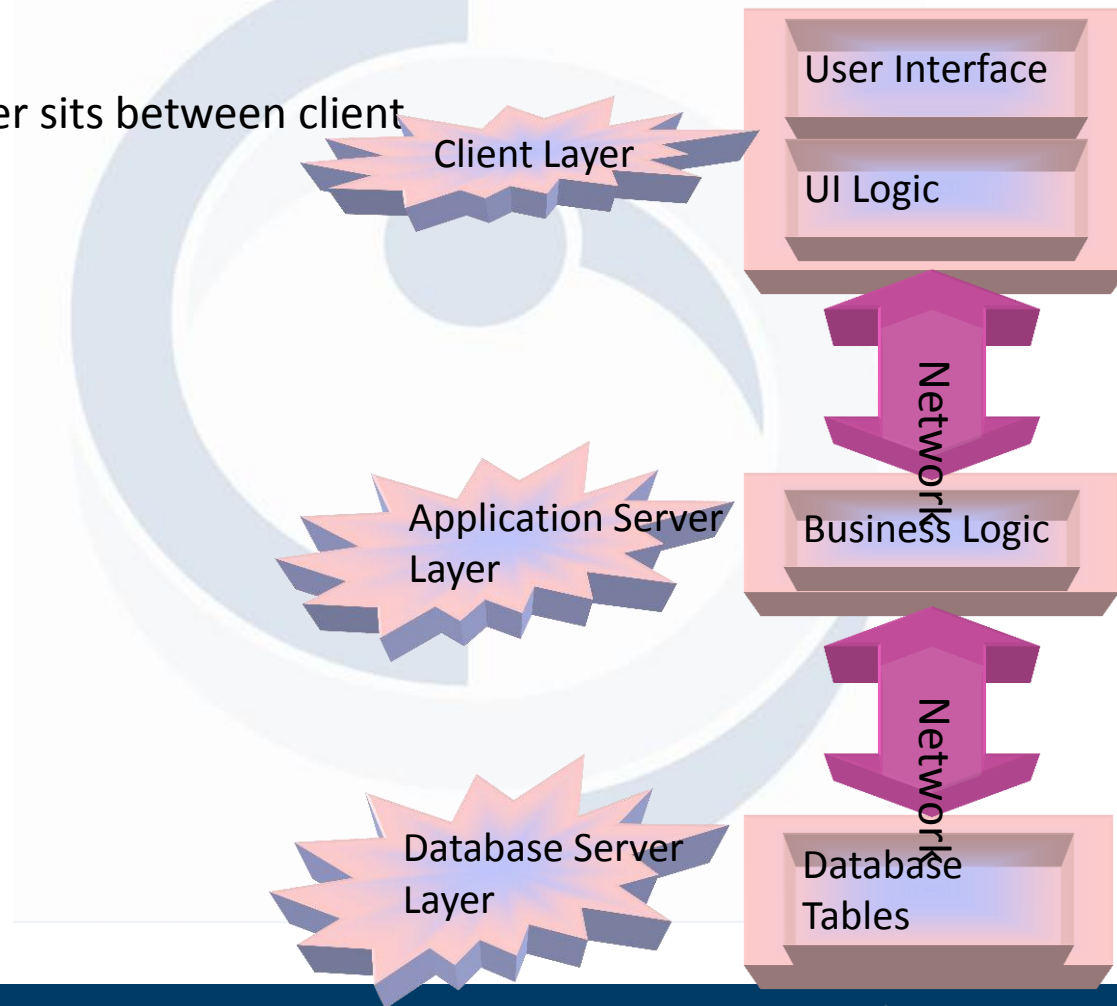 User Interface
er sits between client
Client Layer
UI Logic
Network
Application Server
Layer
Business Logic
Network
Database Server
Layer
Database
Tables